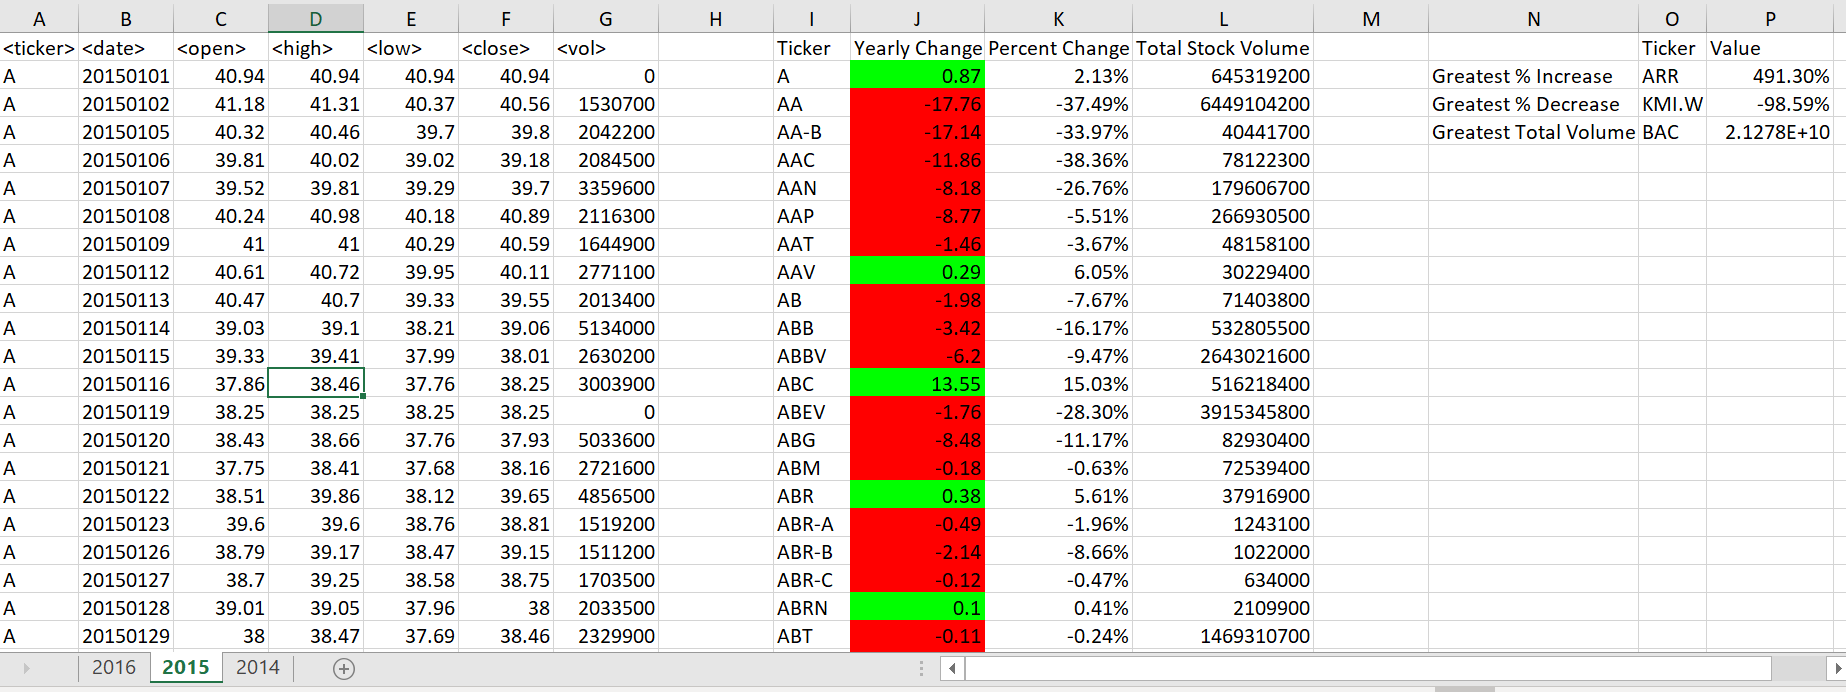 A B C D E F G H I J K L M N O P
<ticker> <date> <open> <high> <low> <close> <vol> Ticker Yearly Change Percent Change Total Stock Volume Ticker Value
A 20150101 40.94 40.94 40.94 40.94 0 A 0.87 2.13% 645319200 Greatest % Increase ARR 491.30%
A 20150102 41.18 41.31 40.37 40.56 1530700 AA -17.76 -37.49% 6449104200 Greatest % Decrease KMI.W -98.59%
A 20150105 40.32 40.46 39.7 39.8 2042200 AA-B -17.14 -33.97% 40441700 Greatest Total Volume BAC 2.1278E+10
A 20150106 39.81 40.02 39.02 39.18 2084500 AAC -11.86 -38.36% 78122300
A 20150107 39.52 39.81 39.29 39.7 3359600 AAN -8.18 -26.76% 179606700
A 20150108 40.24 40.98 40.18 40.89 2116300 AAP -8.77 -5.51% 266930500
A 20150109 41 41 40.29 40.59 1644900 AAT -1.46 -3.67% 48158100
A 20150112 40.61 40.72 39.95 40.11 2771100 AAV 0.29 6.05% 30229400
A 20150113 40.47 40.7 39.33 39.55 2013400 AB -1.98 -7.67% 71403800
A 20150114 39.03 39.1 38.21 39.06 5134000 ABB -3.42 -16.17% 532805500
A 20150115 39.33 39.41 37.99 38.01 2630200 ABBV -6.2 -9.47% 2643021600
A 20150116 37.86 38.46 37.76 38.25 3003900 ABC 13.55 15.03% 516218400
A 20150119 38.25 38.25 38.25 38.25 0 ABEV -1.76 -28.30% 3915345800
A 20150120 38.43 38.66 37.76 37.93 5033600 ABG -8.48 -11.17% 82930400
A 20150121 37.75 38.41 37.68 38.16 2721600 ABM -0.18 -0.63% 72539400
A 20150122 38.51 39.86 38.12 39.65 4856500 ABR 0.38 5.61% 37916900
A 20150123 39.6 39.6 38.76 38.81 1519200 ABR-A -0.49 -1.96% 1243100
A 20150126 38.79 39.17 38.47 39.15 1511200 ABR-B -2.14 -8.66% 1022000
A 20150127 38.7 39.25 38.58 38.75 1703500 ABR-C -0.12 -0.47% 634000
A 20150128 39.01 39.05 37.96 38 2033500 ABRN 0.1 0.41% 2109900
A 20150129 38 38.47 37.69 38.46 2329900 ABT -0.11 -0.24% 1469310700
2016 2015 2014